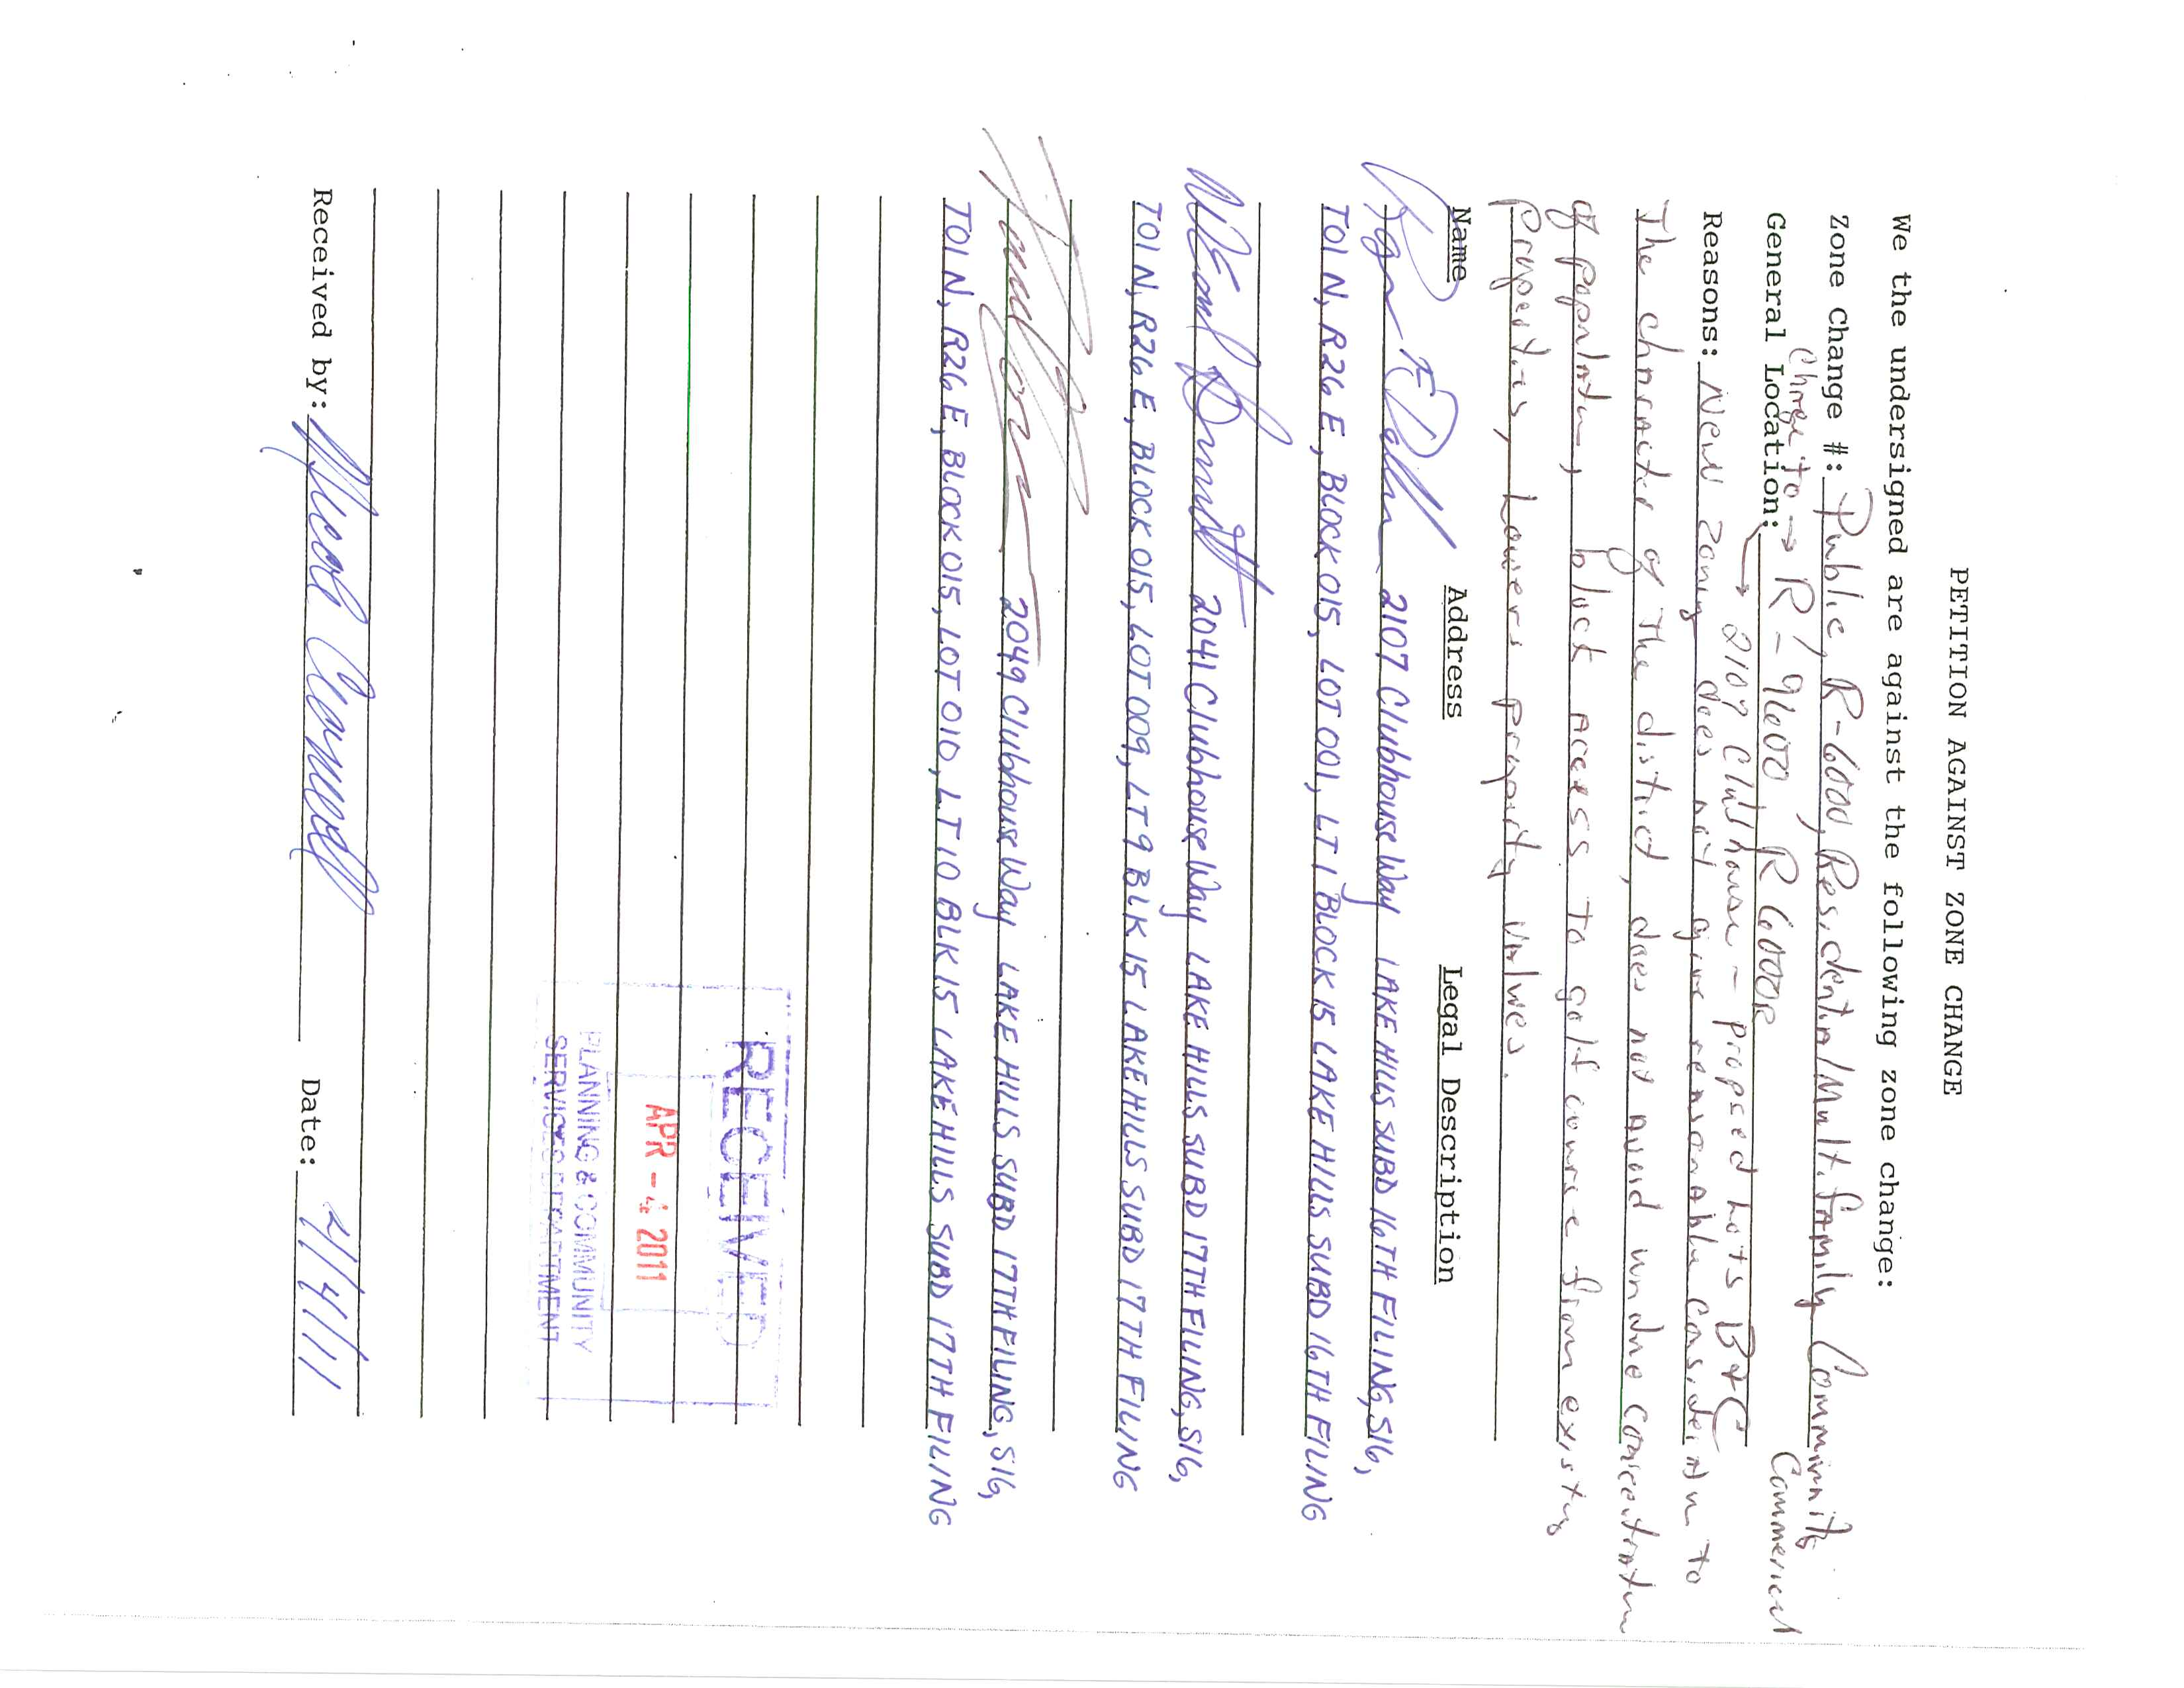 PETITION AGAINST ZONE CHANGE
We the undersigned are against the following zone change:
Zone Change #: Public, R-6000, Residential Multi-family Community
Change to → R-9600 R 6000R Commercial
General Location: → 2107 Clubhouse - proposed Lots B+C
Reasons: New zoning does not give reasonable consideration to
The character of The district, does not avoid undue concentration
of population, block access to golf course from existing
properties, Lowers property values.
Name Address Legal Description
2107 Clubhouse Way LAKE HILLS SUBD 16TH FILING, S16,
T01 N, R26 E, BLOCK 015, LOT 001, LT 1 BLOCK 15 LAKE HILLS SUBD 16TH FILING
2041 Clubhouse Way LAKE HILLS SUBD 17TH FILING, S16,
T01 N, R26 E, BLOCK 015, LOT 009, LT 9 BLK 15 LAKE HILLS SUBD 17TH FILING
2049 Clubhouse Way LAKE HILLS SUBD 17TH FILING, S16,
T01 N, R26 E, BLOCK 015, LOT 010, LT 10 BLK 15 LAKE HILLS SUBD 17TH FILING
RECEIVED
APR - 4 2011
PLANNING & COMMUNITY
SERVICES DEPARTMENT
Received by: Nicole Cromwell Date: 4/4/11